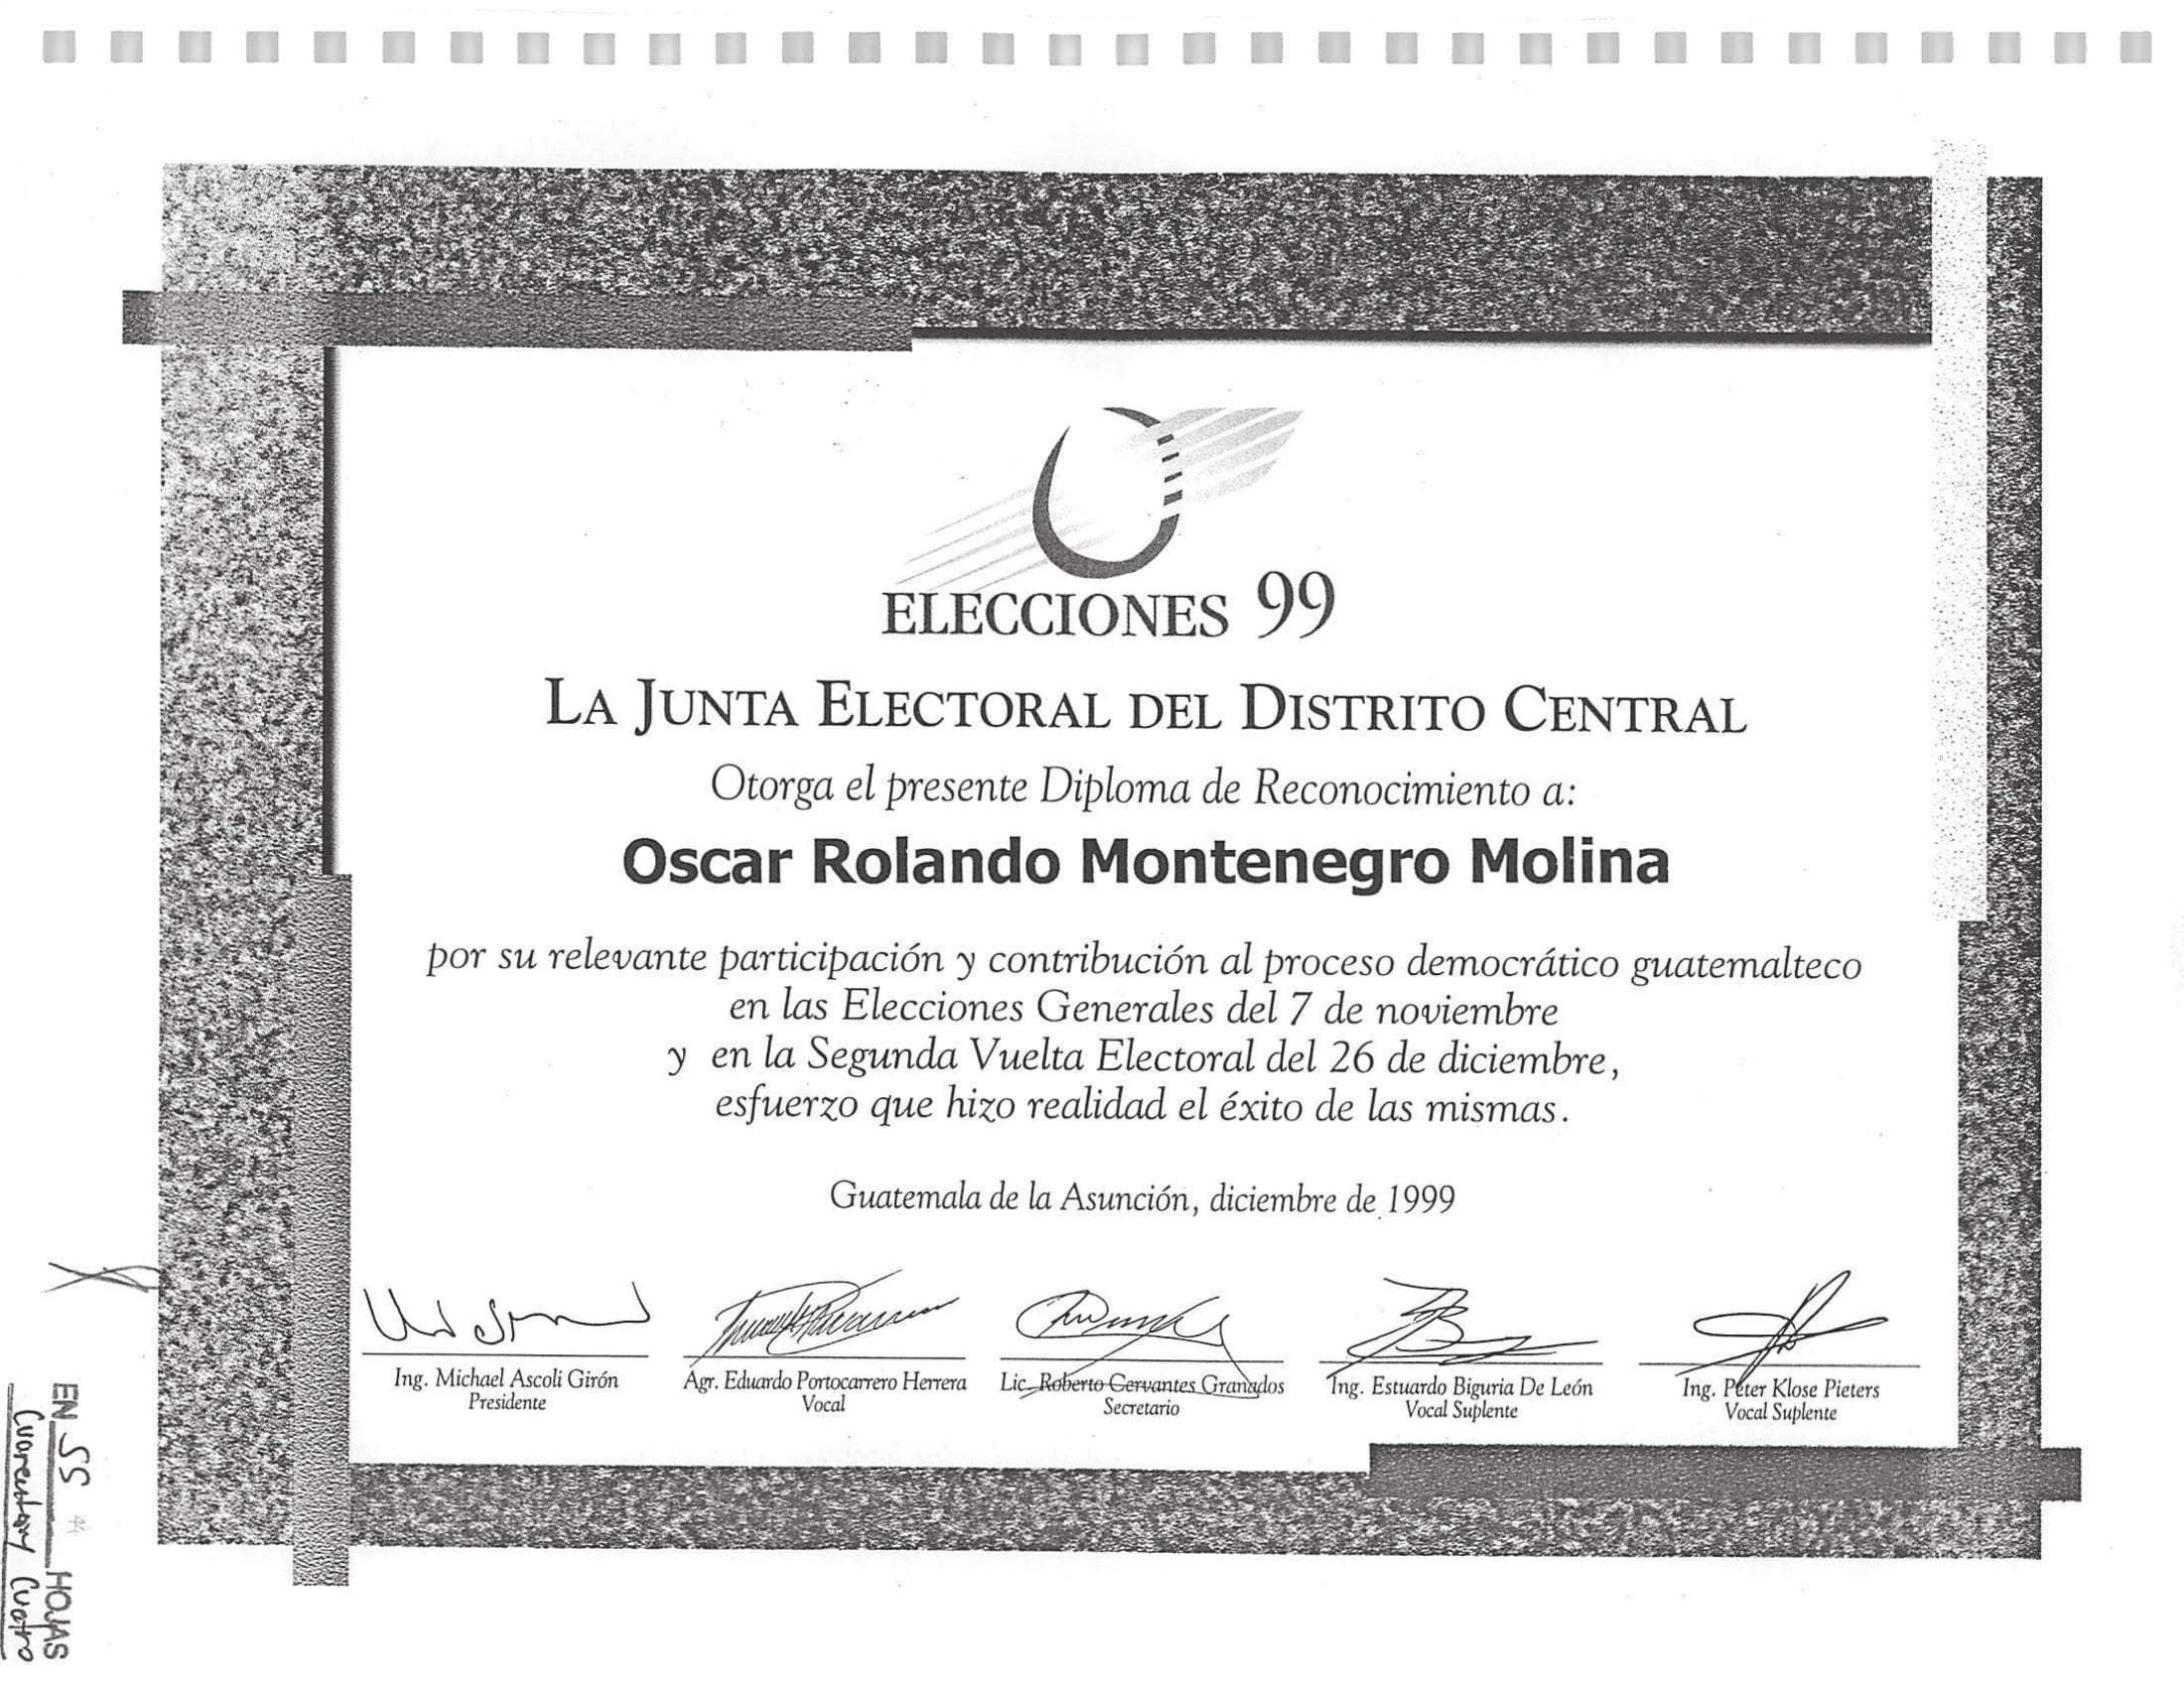 ELECCIONES 99
LA JUNTA ELECTORAL DEL DISTRITO CENTRAL
Otorga el presente Diploma de Reconocimiento a:
Oscar Rolando Montenegro Molina
por su relevante participación y contribución al proceso democrático guatemalteco
en las Elecciones Generales del 7 de noviembre
y en la Segunda Vuelta Electoral del 26 de diciembre,
esfuerzo que hizo realidad el éxito de las mismas.
Guatemala de la Asunción, diciembre de 1999
Ing. Michael Ascoli Girón
Presidente
Agr. Eduardo Portocarrero Herrera
Vocal
Lic. Roberto Cervantes Granados
Secretario
Ing. Estuardo Biguria De León
Vocal Suplente
Ing. Peter Klose Pieters
Vocal Suplente
EN 55 44 HOJAS
Cuarenta y Cuatro